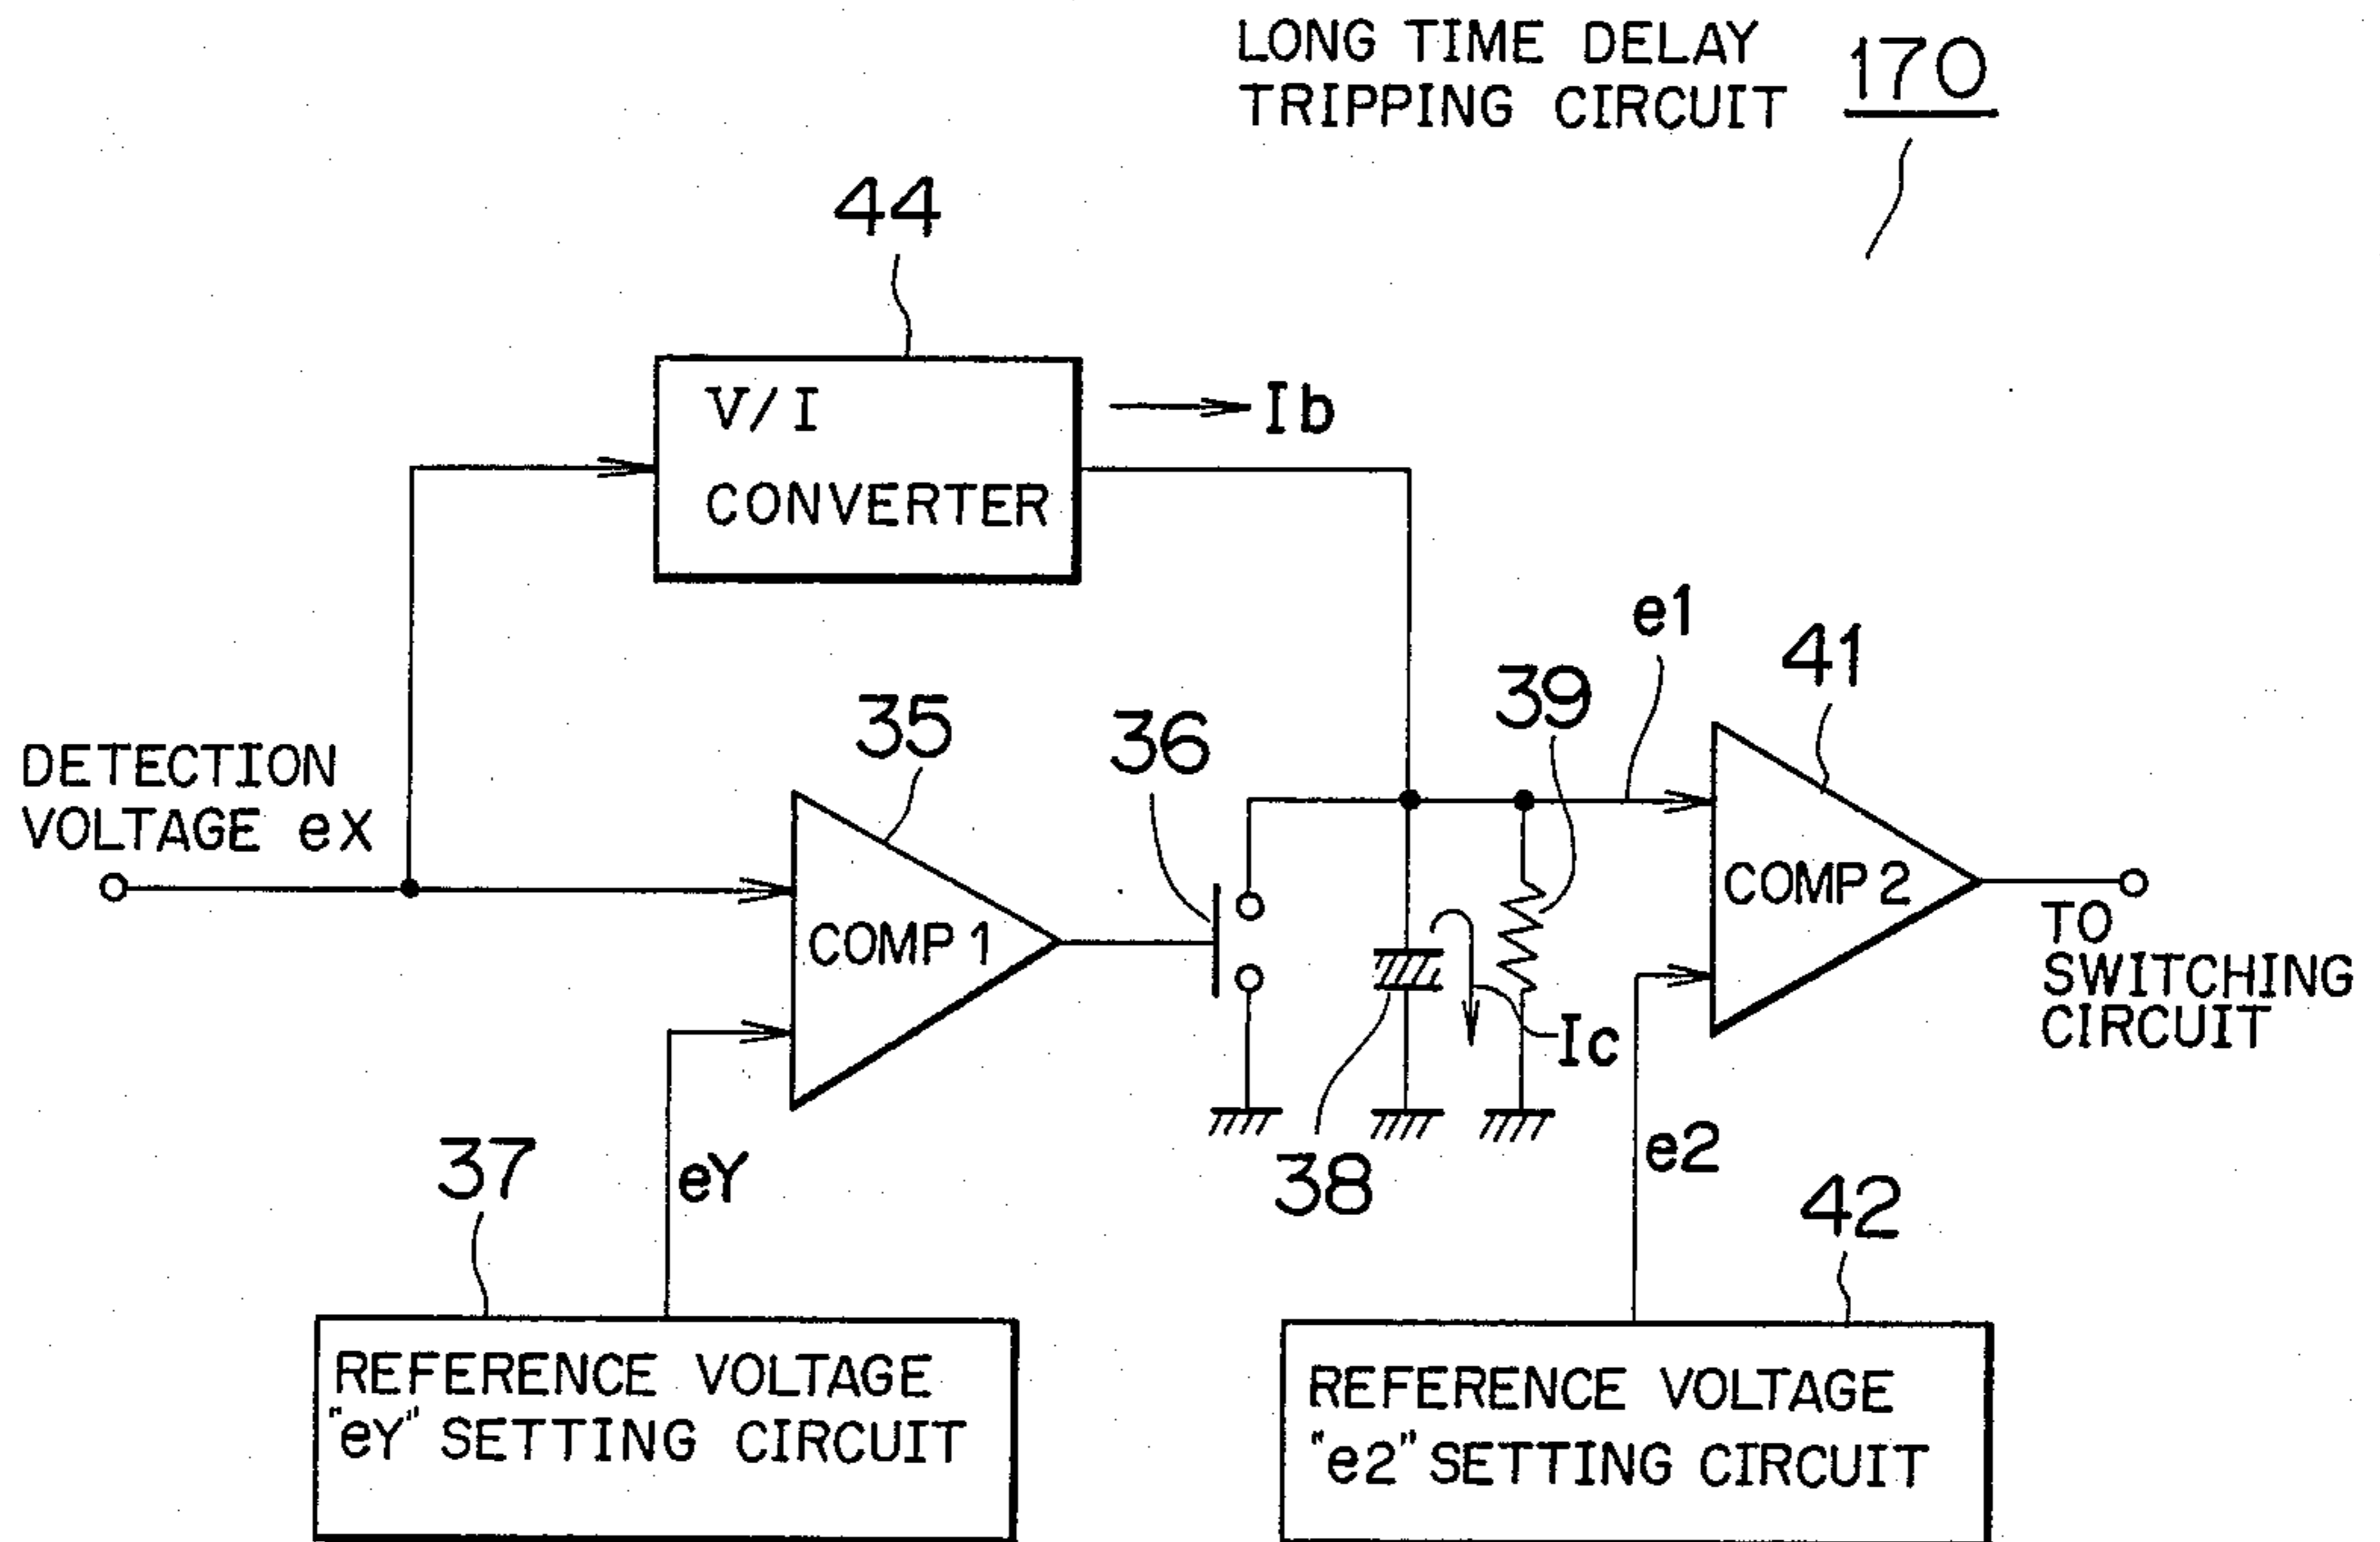 LONG TIME DELAY
TRIPPING CIRCUIT 170
44
V/I
CONVERTER
Ib
e1
41
39
35
36
DETECTION
VOLTAGE eX
COMP 1
COMP 2
TO
SWITCHING
CIRCUIT
Ic
38
37
eY
e2
42
REFERENCE VOLTAGE
"eY" SETTING CIRCUIT
REFERENCE VOLTAGE
"e2" SETTING CIRCUIT